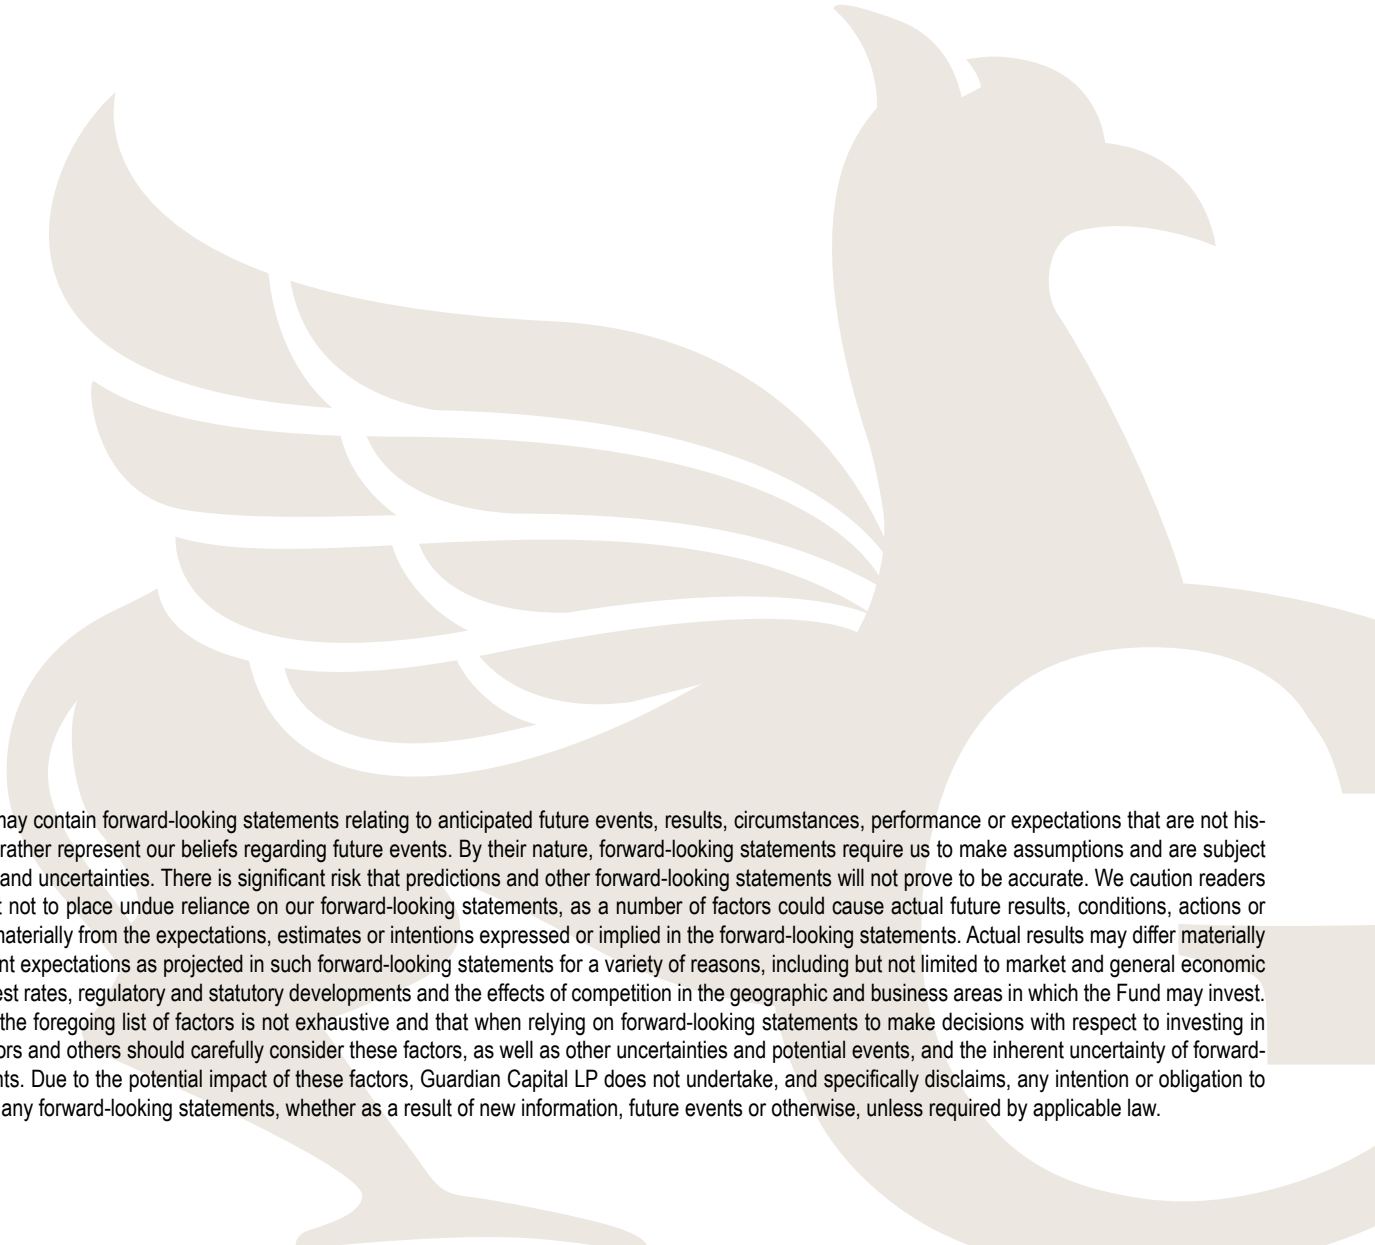 may contain forward-looking statements relating to anticipated future events, results, circumstances, performance or expectations that are not his-
rather represent our beliefs regarding future events. By their nature, forward-looking statements require us to make assumptions and are subject
and uncertainties. There is significant risk that predictions and other forward-looking statements will not prove to be accurate. We caution readers
not to place undue reliance on our forward-looking statements, as a number of factors could cause actual future results, conditions, actions or
materially from the expectations, estimates or intentions expressed or implied in the forward-looking statements. Actual results may differ materially
nt expectations as projected in such forward-looking statements for a variety of reasons, including but not limited to market and general economic
est rates, regulatory and statutory developments and the effects of competition in the geographic and business areas in which the Fund may invest.
the foregoing list of factors is not exhaustive and that when relying on forward-looking statements to make decisions with respect to investing in
ors and others should carefully consider these factors, as well as other uncertainties and potential events, and the inherent uncertainty of forward-
nts. Due to the potential impact of these factors, Guardian Capital LP does not undertake, and specifically disclaims, any intention or obligation to
any forward-looking statements, whether as a result of new information, future events or otherwise, unless required by applicable law.